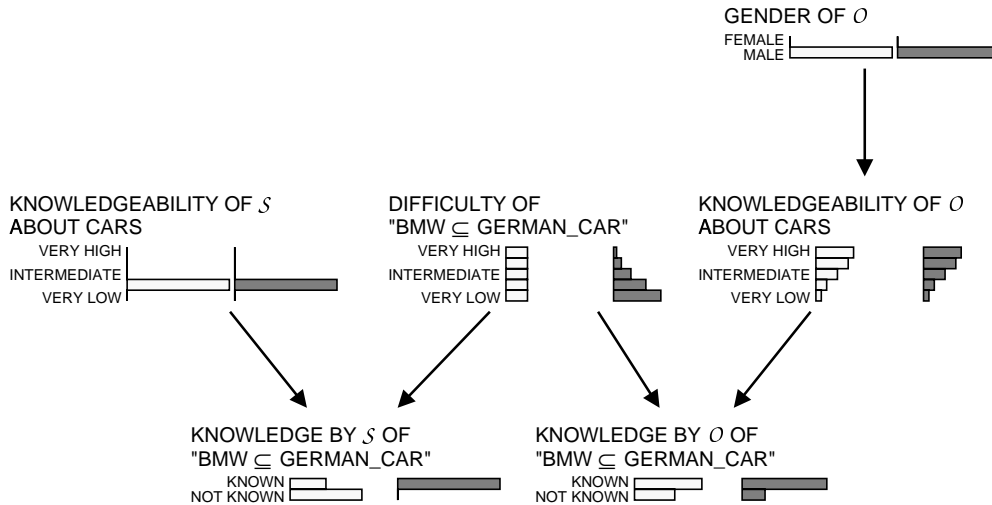 GENDER OF 𝒪
FEMALE
MALE
KNOWLEDGEABILITY OF 𝒮
ABOUT CARS
VERY HIGH
INTERMEDIATE
VERY LOW
DIFFICULTY OF
"BMW ⊆ GERMAN_CAR"
VERY HIGH
INTERMEDIATE
VERY LOW
KNOWLEDGEABILITY OF 𝒪
ABOUT CARS
VERY HIGH
INTERMEDIATE
VERY LOW
KNOWLEDGE BY 𝒮 OF
"BMW ⊆ GERMAN_CAR"
KNOWN
NOT KNOWN
KNOWLEDGE BY 𝒪 OF
"BMW ⊆ GERMAN_CAR"
KNOWN
NOT KNOWN